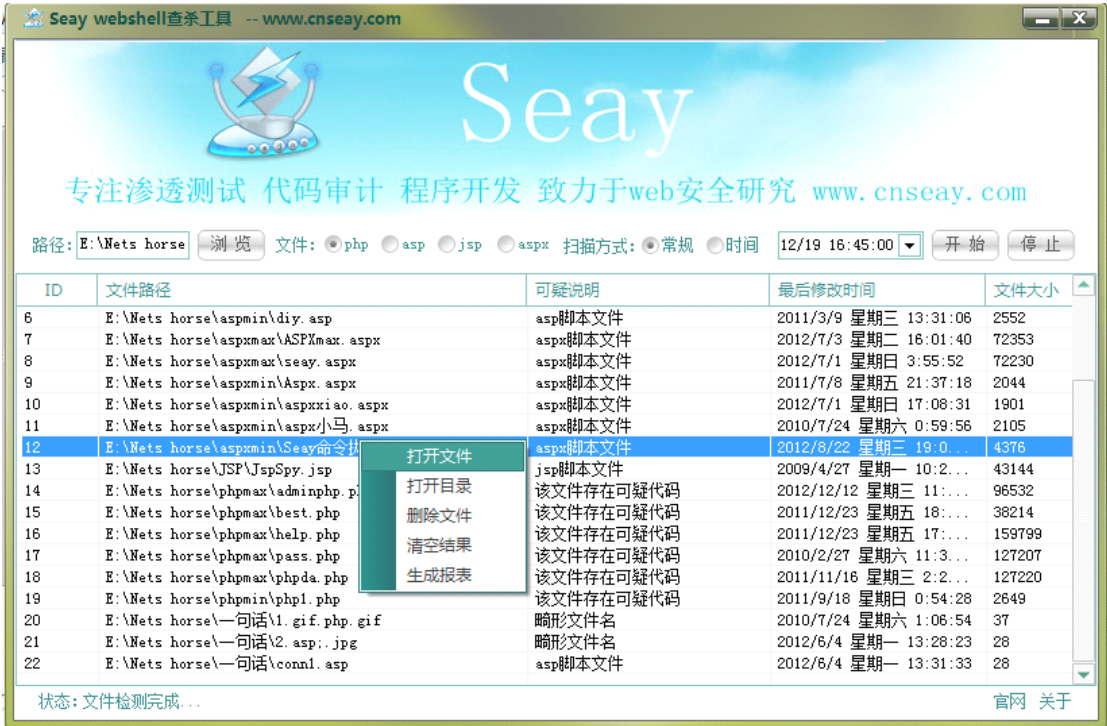 Seay webshell查杀工具 -- www.cnseay.com
Seay
专注渗透测试 代码审计 程序开发 致力于web安全研究 www.cnseay.com
路径: E:\Nets horse 浏览 文件: php asp jsp aspx 扫描方式: 常规 时间 12/19 16:45:00 开始 停止
ID 文件路径 可疑说明 最后修改时间 文件大小
6 E:\Nets horse\aspmin\diy.asp asp脚本文件 2011/3/9 星期三 13:31:06 2552
7 E:\Nets horse\aspxmax\ASPXmax.aspx aspx脚本文件 2012/7/3 星期二 16:01:40 72353
8 E:\Nets horse\aspxmax\seay.aspx aspx脚本文件 2012/7/1 星期日 3:55:52 72230
9 E:\Nets horse\aspxmin\Aspx.aspx aspx脚本文件 2011/7/8 星期五 21:37:18 2044
10 E:\Nets horse\aspxmin\aspxxiao.aspx aspx脚本文件 2012/7/1 星期日 17:08:31 1901
11 E:\Nets horse\aspxmin\aspx小马.aspx aspx脚本文件 2010/7/24 星期六 0:59:56 2105
12 E:\Nets horse\aspxmin\Seay命令执 aspx脚本文件 2012/8/22 星期三 19:0... 4376
13 E:\Nets horse\JSP\JspSpy.jsp jsp脚本文件 2009/4/27 星期一 10:2... 43144
14 E:\Nets horse\phpmax\adminphp.p 该文件存在可疑代码 2012/12/12 星期三 11:... 96532
15 E:\Nets horse\phpmax\best.php 该文件存在可疑代码 2011/12/23 星期五 18:... 38214
16 E:\Nets horse\phpmax\help.php 该文件存在可疑代码 2011/12/23 星期五 17:... 159799
17 E:\Nets horse\phpmax\pass.php 该文件存在可疑代码 2010/2/27 星期六 11:3... 127207
18 E:\Nets horse\phpmax\phpda.php 该文件存在可疑代码 2011/11/16 星期三 2:2... 127220
19 E:\Nets horse\phpmin\php1.php 该文件存在可疑代码 2011/9/18 星期日 0:54:28 2649
20 E:\Nets horse\一句话\1.gif.php.gif 畸形文件名 2010/7/24 星期六 1:06:54 37
21 E:\Nets horse\一句话\2.asp;.jpg 畸形文件名 2012/6/4 星期一 13:28:23 28
22 E:\Nets horse\一句话\conn1.asp asp脚本文件 2012/6/4 星期一 13:31:33 28
打开文件
打开目录
删除文件
清空结果
生成报表
状态: 文件检测完成... 官网 关于